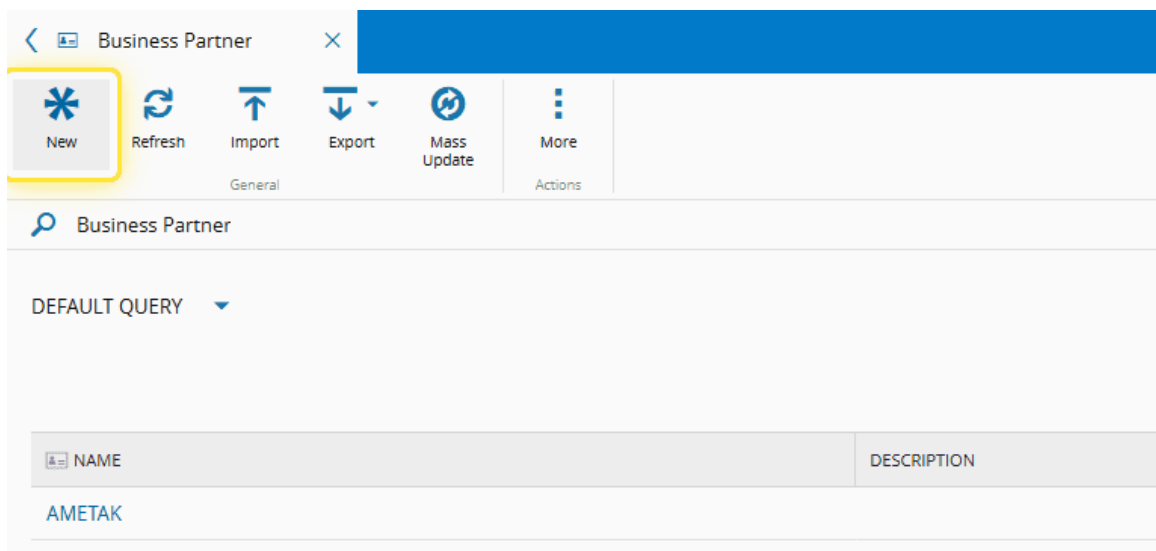 Business Partner
New Refresh Import Export Mass Update More
General Actions
Business Partner
DEFAULT QUERY
NAME DESCRIPTION
AMETAK